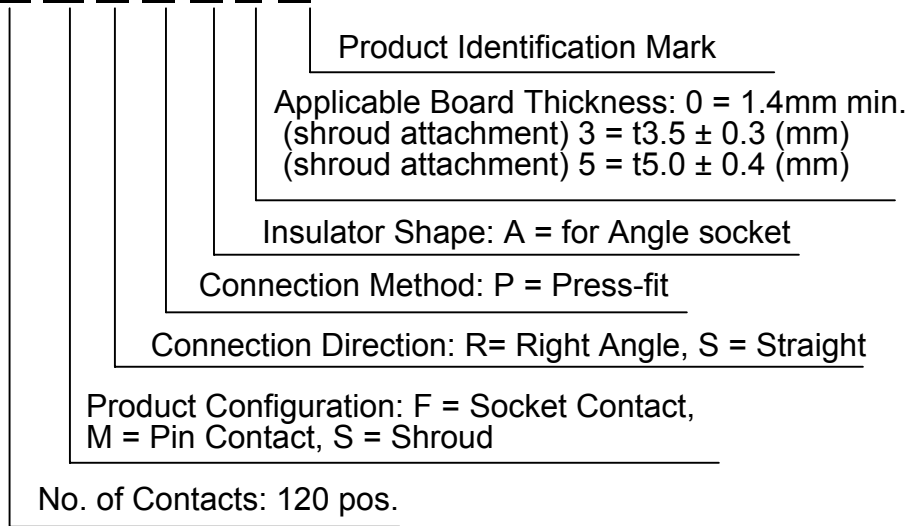 Product Identification Mark
Applicable Board Thickness: 0 = 1.4mm min.
(shroud attachment) 3 = t3.5 ± 0.3 (mm)
(shroud attachment) 5 = t5.0 ± 0.4 (mm)
Insulator Shape: A = for Angle socket
Connection Method: P = Press-fit
Connection Direction: R= Right Angle, S = Straight
Product Configuration: F = Socket Contact,
M = Pin Contact, S = Shroud
No. of Contacts: 120 pos.